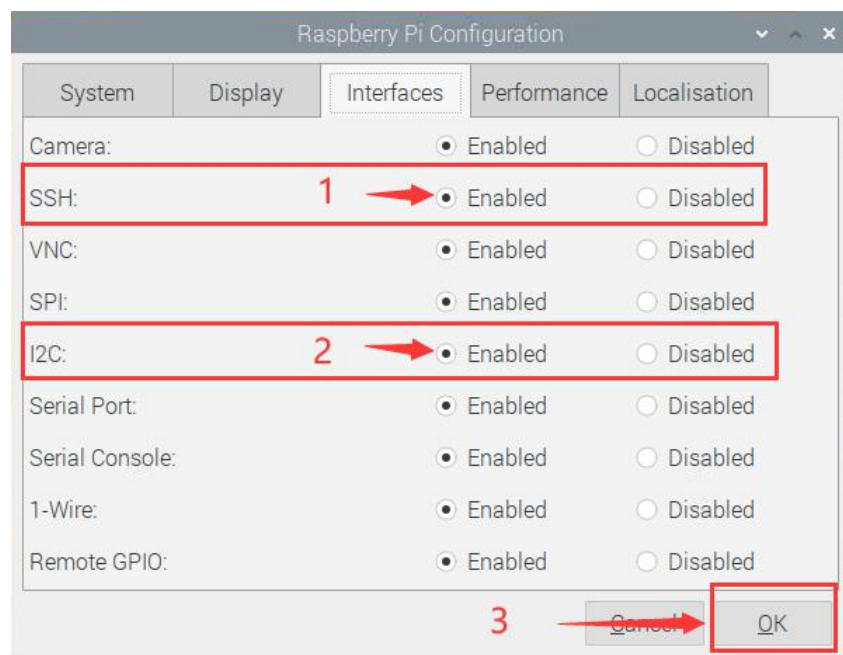 Raspberry Pi Configuration
System Display Interfaces Performance Localisation
Camera: Enabled Disabled
SSH: 1 Enabled Disabled
VNC: Enabled Disabled
SPI: Enabled Disabled
I2C: 2 Enabled Disabled
Serial Port: Enabled Disabled
Serial Console: Enabled Disabled
1-Wire: Enabled Disabled
Remote GPIO: Enabled Disabled
3 Cancel OK